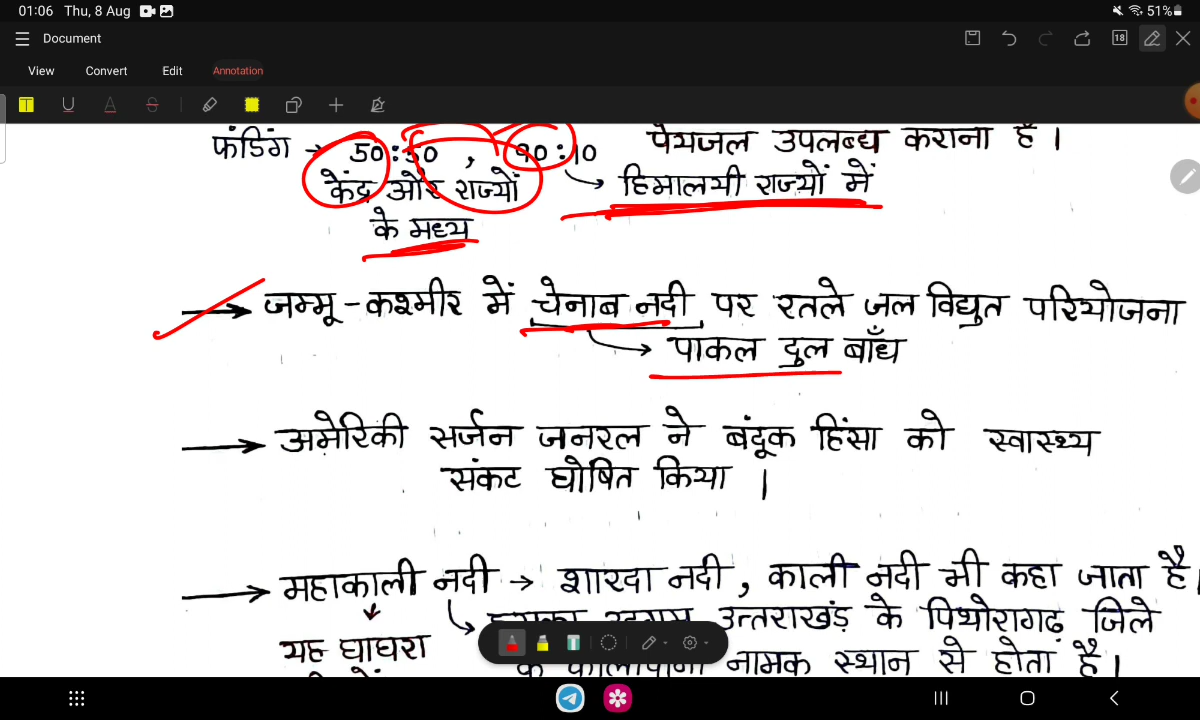 01:06 Thu, 8 Aug 51%
Document 18
View Convert Edit Annotation
T U A S
फंडिंग → 50:50 , 90:10 पेयजल उपलब्ध कराना है।
केंद्र और राज्यों → हिमालयी राज्यों में
के मध्य
→ जम्मू-कश्मीर में चेनाब नदी पर रतले जल विद्युत परियोजना
→ पाकल दुल बाँध
→ अमेरिकी सर्जन जनरल ने बंदूक हिंसा को स्वास्थ्य
संकट घोषित किया।
→ महाकाली नदी → शारदा नदी, काली नदी भी कहा जाता है।
उत्तराखंड के पिथोरागढ़ जिले
यह घाघरा
नामक स्थान से होता है।